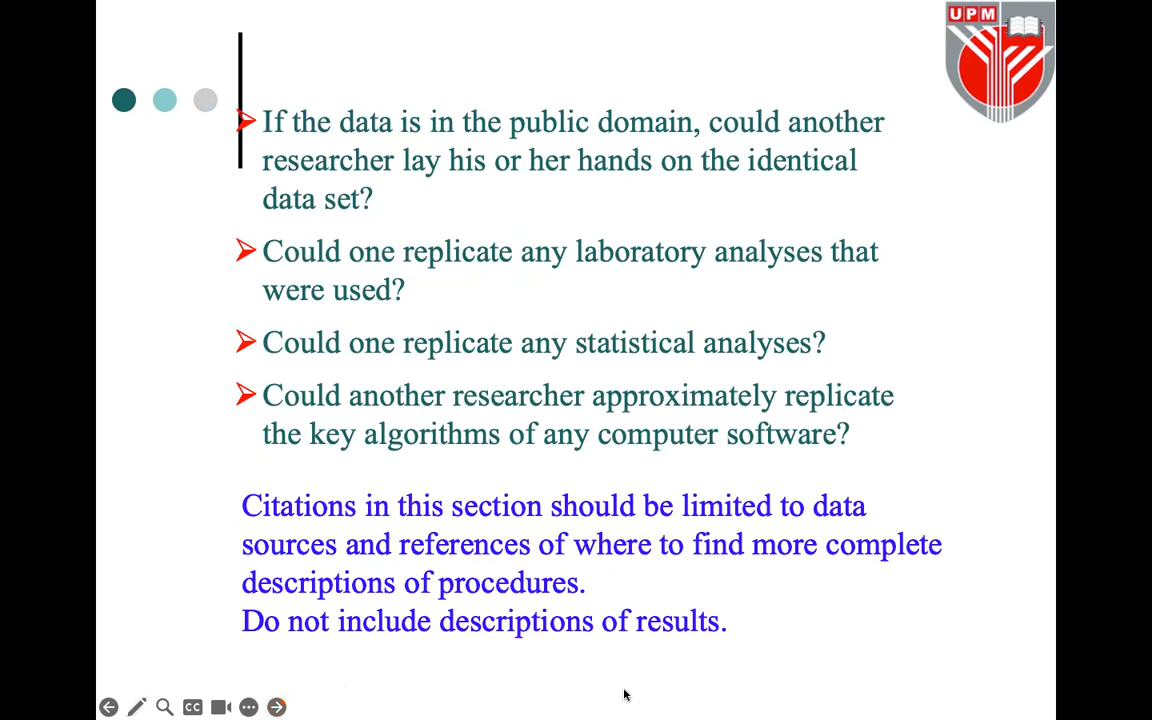 UPM
If the data is in the public domain, could another
researcher lay his or her hands on the identical
data set?
Could one replicate any laboratory analyses that
were used?
Could one replicate any statistical analyses?
Could another researcher approximately replicate
the key algorithms of any computer software?
Citations in this section should be limited to data
sources and references of where to find more complete
descriptions of procedures.
Do not include descriptions of results.
CC